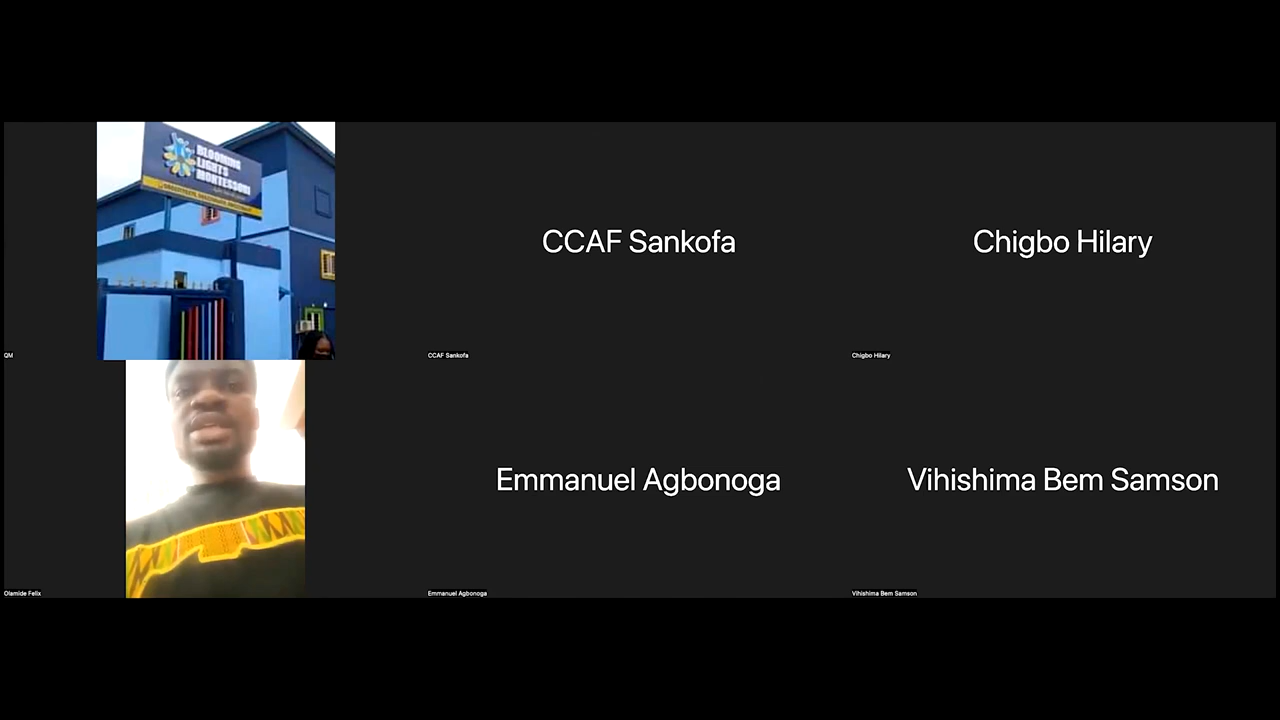 BLOOMING
LIGHTS
MONTESSORI
QM
CCAF Sankofa
CCAF Sankofa
Chigbo Hilary
Chigbo Hilary
Olamide Felix
Emmanuel Agbonoga
Emmanuel Agbonoga
Vihishima Bem Samson
Vihishima Bem Samson